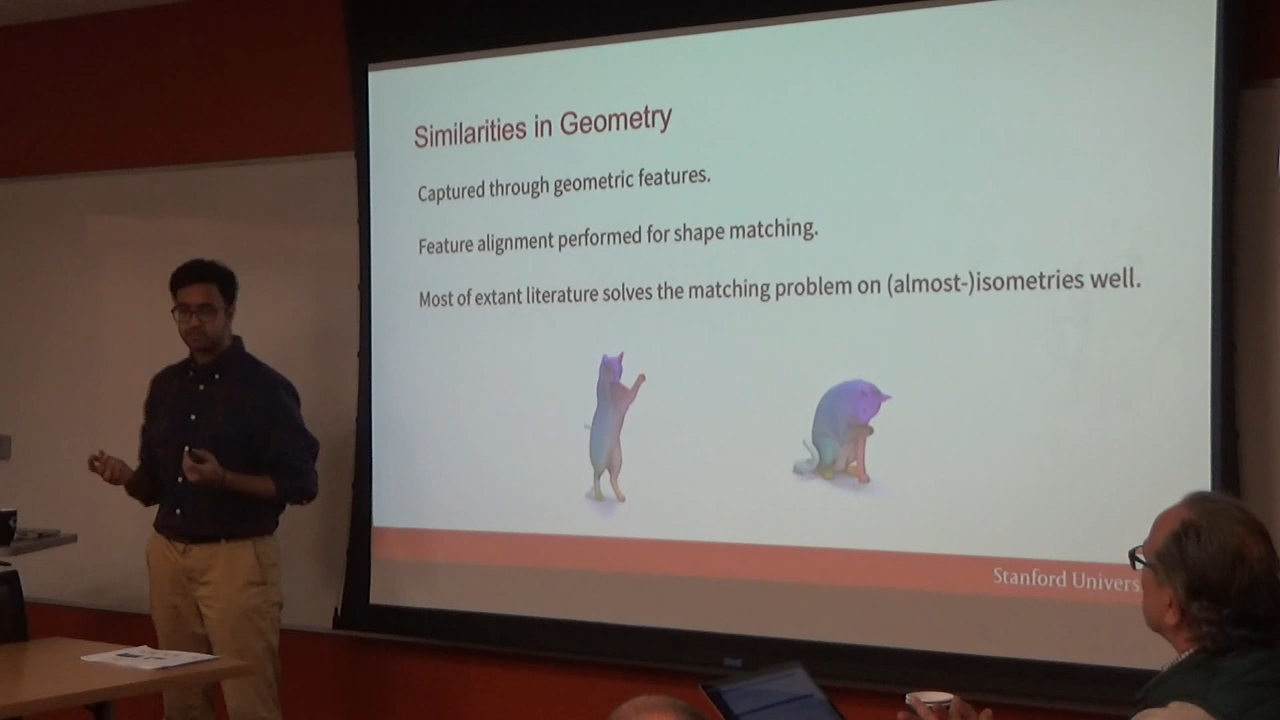 Similarities in Geometry
Captured through geometric features.
Feature alignment performed for shape matching.
Most of extant literature solves the matching problem on (almost-)isometries well.
Stanford Univers